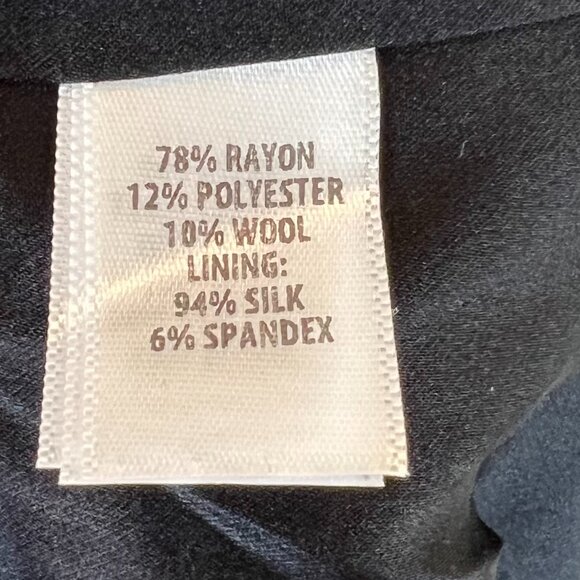 78% RAYON
12% POLYESTER
10% WOOL
LINING:
94% SILK
6% SPANDEX